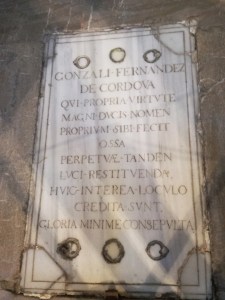 GONZALI FERNANDEZ
DE CORDOVA
QVI PROPRIA VIRTVTE
MAGNI DVCIS NOMEN
PROPRIVM SIBI FECIT
OSSA
PERPETVÆ TANDEN
LVCI RESTITVENDA
HVIC INTEREA LOCVLO
CREDITA SVNT
GLORIA MINIME CONSEPVLTA